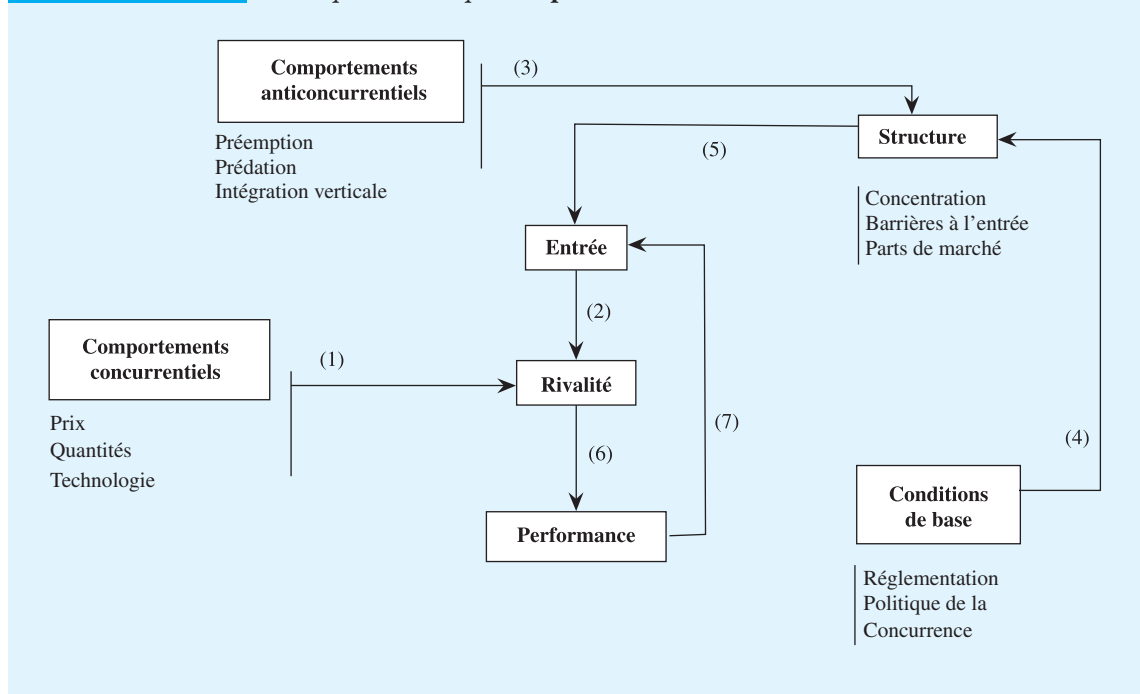 Comportements
anticoncurrentiels
(3)
Préemption
Prédation
Intégration verticale
Structure
(5)
Concentration
Barrières à l’entrée
Parts de marché
Entrée
(2)
Comportements
concurrentiels
(1)
Rivalité
Prix
Quantités
Technologie
(7)
(6)
(4)
Conditions
de base
Performance
Réglementation
Politique de la
Concurrence